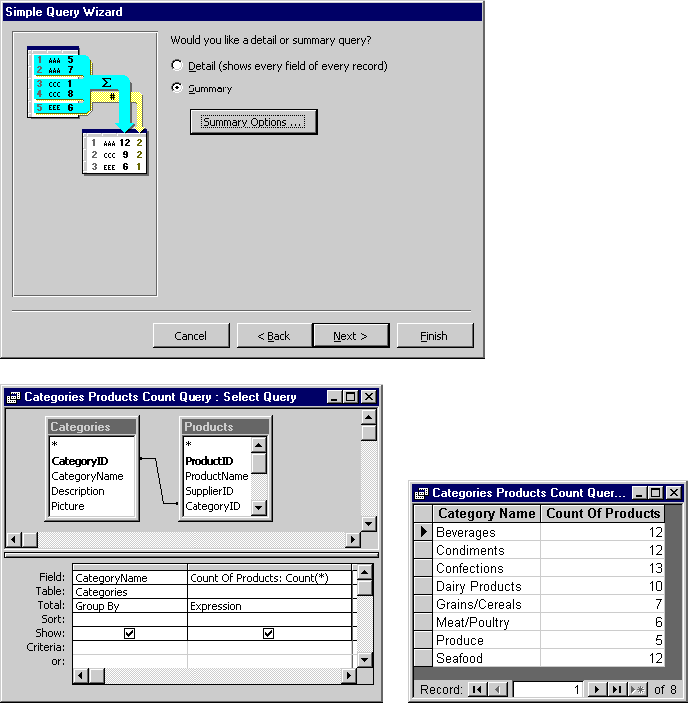 Simple Query Wizard
Would you like a detail or summary query?
Detail (shows every field of every record)
Summary
Summary Options ...
1 AAA 5
2 AAA 7
3 CCC 1
4 CCC 8
5 EEE 6
Σ
#
1 AAA 12 2
2 CCC 9 2
3 EEE 6 1
Cancel
< Back
Next >
Finish
Categories Products Count Query : Select Query
Categories
*
CategoryID
CategoryName
Description
Picture
Products
*
ProductID
ProductName
SupplierID
CategoryID
Field: CategoryName Count Of Products: Count(*)
Table: Categories
Total: Group By Expression
Sort:
Show:
Criteria:
or:
Categories Products Count Quer...
Category Name Count Of Products
Beverages 12
Condiments 12
Confections 13
Dairy Products 10
Grains/Cereals 7
Meat/Poultry 6
Produce 5
Seafood 12
Record: 1 of 8